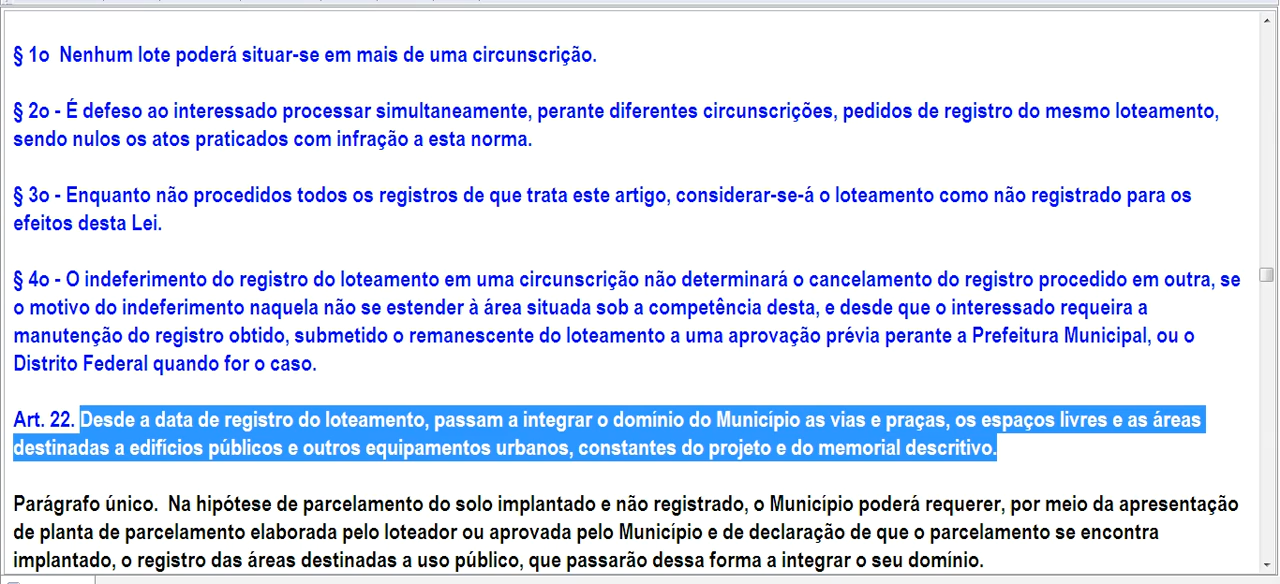 § 1o  Nenhum lote poderá situar-se em mais de uma circunscrição.
§ 2o - É defeso ao interessado processar simultaneamente, perante diferentes circunscrições, pedidos de registro do mesmo loteamento,
sendo nulos os atos praticados com infração a esta norma.
§ 3o - Enquanto não procedidos todos os registros de que trata este artigo, considerar-se-á o loteamento como não registrado para os
efeitos desta Lei.
§ 4o - O indeferimento do registro do loteamento em uma circunscrição não determinará o cancelamento do registro procedido em outra, se
o motivo do indeferimento naquela não se estender à área situada sob a competência desta, e desde que o interessado requeira a
manutenção do registro obtido, submetido o remanescente do loteamento a uma aprovação prévia perante a Prefeitura Municipal, ou o
Distrito Federal quando for o caso.
Art. 22. Desde a data de registro do loteamento, passam a integrar o domínio do Município as vias e praças, os espaços livres e as áreas
destinadas a edifícios públicos e outros equipamentos urbanos, constantes do projeto e do memorial descritivo.
Parágrafo único.  Na hipótese de parcelamento do solo implantado e não registrado, o Município poderá requerer, por meio da apresentação
de planta de parcelamento elaborada pelo loteador ou aprovada pelo Município e de declaração de que o parcelamento se encontra
implantado, o registro das áreas destinadas a uso público, que passarão dessa forma a integrar o seu domínio.